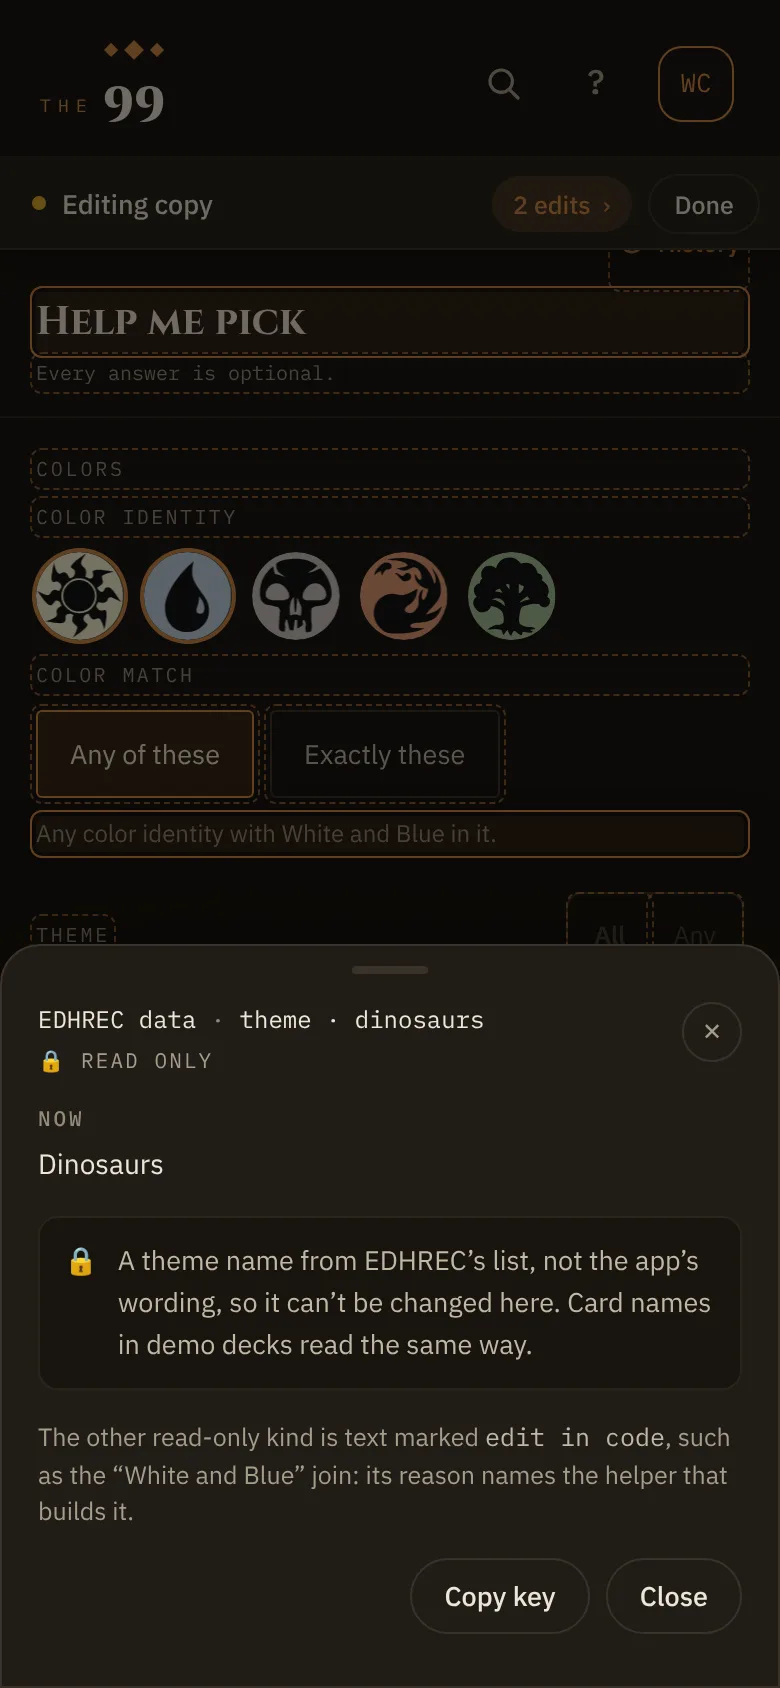 THE 99
?
WC
Editing copy
2 edits ›
Done
History
HELP ME PICK
Every answer is optional.
COLORS
COLOR IDENTITY
COLOR MATCH
Any of these
Exactly these
Any color identity with White and Blue in it.
THEME
All
Any
EDHREC data · theme · dinosaurs
READ ONLY
NOW
Dinosaurs
A theme name from EDHREC’s list, not the app’s
wording, so it can’t be changed here. Card names
in demo decks read the same way.
The other read-only kind is text marked edit in code, such
as the “White and Blue” join: its reason names the helper that
builds it.
Copy key
Close